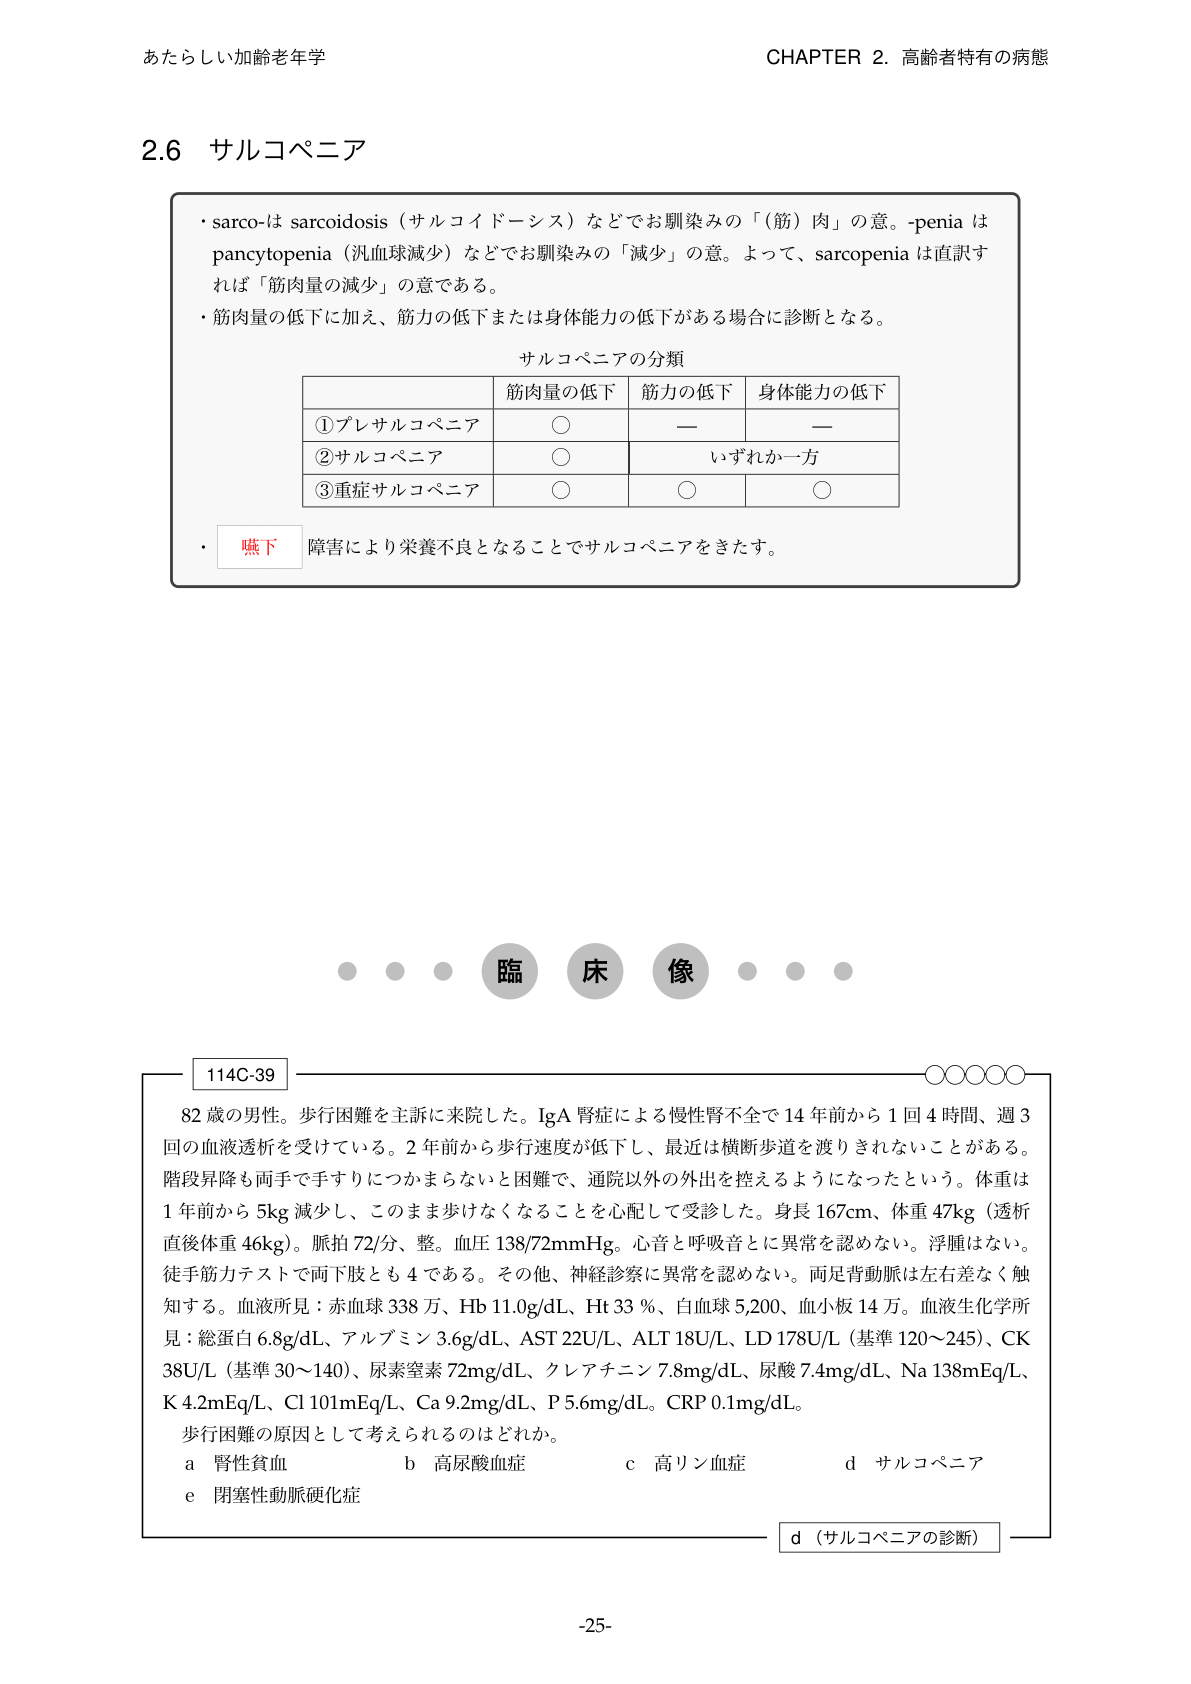 あたらしい加齢老年学 CHAPTER 2. 高齢者特有の病態
2.6 サルコペニア
・sarco-は sarcoidosis（サルコイドーシス）などでお馴染みの「（筋）肉」の意。-penia は
pancytopenia（汎血球減少）などでお馴染みの「減少」の意。よって、sarcopenia は直訳す
れば「筋肉量の減少」の意である。
・筋肉量の低下に加え、筋力の低下または身体能力の低下がある場合に診断となる。
サルコペニアの分類
筋肉量の低下 筋力の低下 身体能力の低下
①プレサルコペニア ○ — —
②サルコペニア ○ いずれか一方
③重症サルコペニア ○ ○ ○
・ 嚥下 障害により栄養不良となることでサルコペニアをきたす。
臨床像
114C-39 ○○○○○
82 歳の男性。歩行困難を主訴に来院した。IgA 腎症による慢性腎不全で 14 年前から 1 回 4 時間、週 3
回の血液透析を受けている。2 年前から歩行速度が低下し、最近は横断歩道を渡りきれないことがある。
階段昇降も両手で手すりにつかまらないと困難で、通院以外の外出を控えるようになったという。体重は
1 年前から 5kg 減少し、このまま歩けなくなることを心配して受診した。身長 167cm、体重 47kg（透析
直後体重 46kg）。脈拍 72/分、整。血圧 138/72mmHg。心音と呼吸音とに異常を認めない。浮腫はない。
徒手筋力テストで両下肢とも 4 である。その他、神経診察に異常を認めない。両足背動脈は左右差なく触
知する。血液所見：赤血球 338 万、Hb 11.0g/dL、Ht 33 %、白血球 5,200、血小板 14 万。血液生化学所
見：総蛋白 6.8g/dL、アルブミン 3.6g/dL、AST 22U/L、ALT 18U/L、LD 178U/L（基準 120〜245）、CK
38U/L（基準 30〜140）、尿素窒素 72mg/dL、クレアチニン 7.8mg/dL、尿酸 7.4mg/dL、Na 138mEq/L、
K 4.2mEq/L、Cl 101mEq/L、Ca 9.2mg/dL、P 5.6mg/dL。CRP 0.1mg/dL。
歩行困難の原因として考えられるのはどれか。
a 腎性貧血 b 高尿酸血症 c 高リン血症 d サルコペニア
e 閉塞性動脈硬化症
d （サルコペニアの診断）
-25-